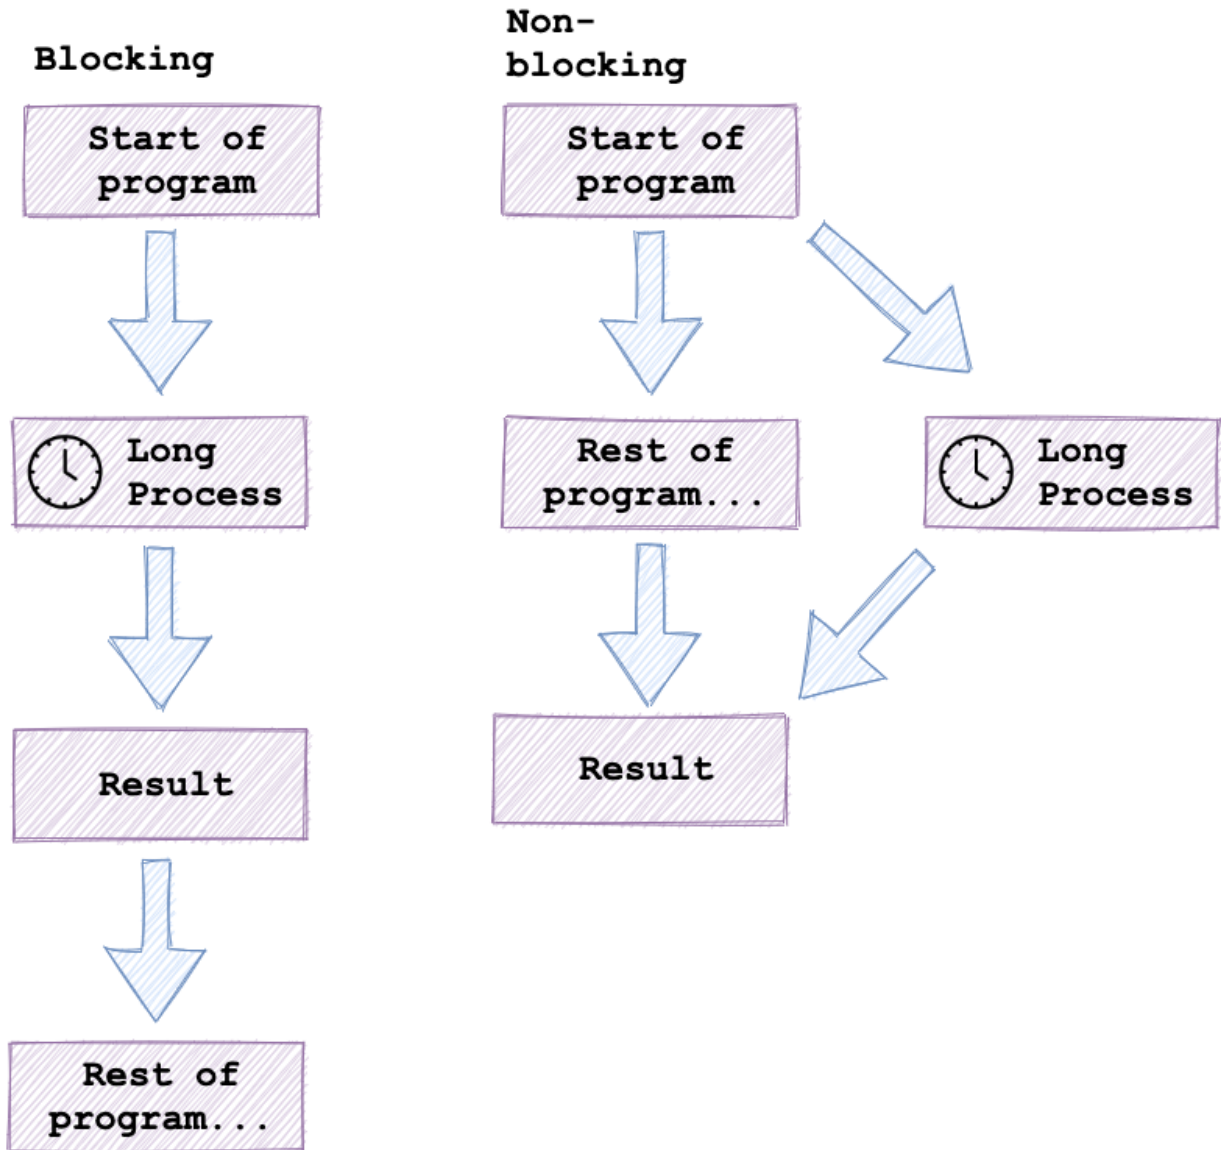 Blocking
Start of
program
Long
Process
Result
Rest of
program...
Non-
blocking
Start of
program
Rest of
program...
Long
Process
Result